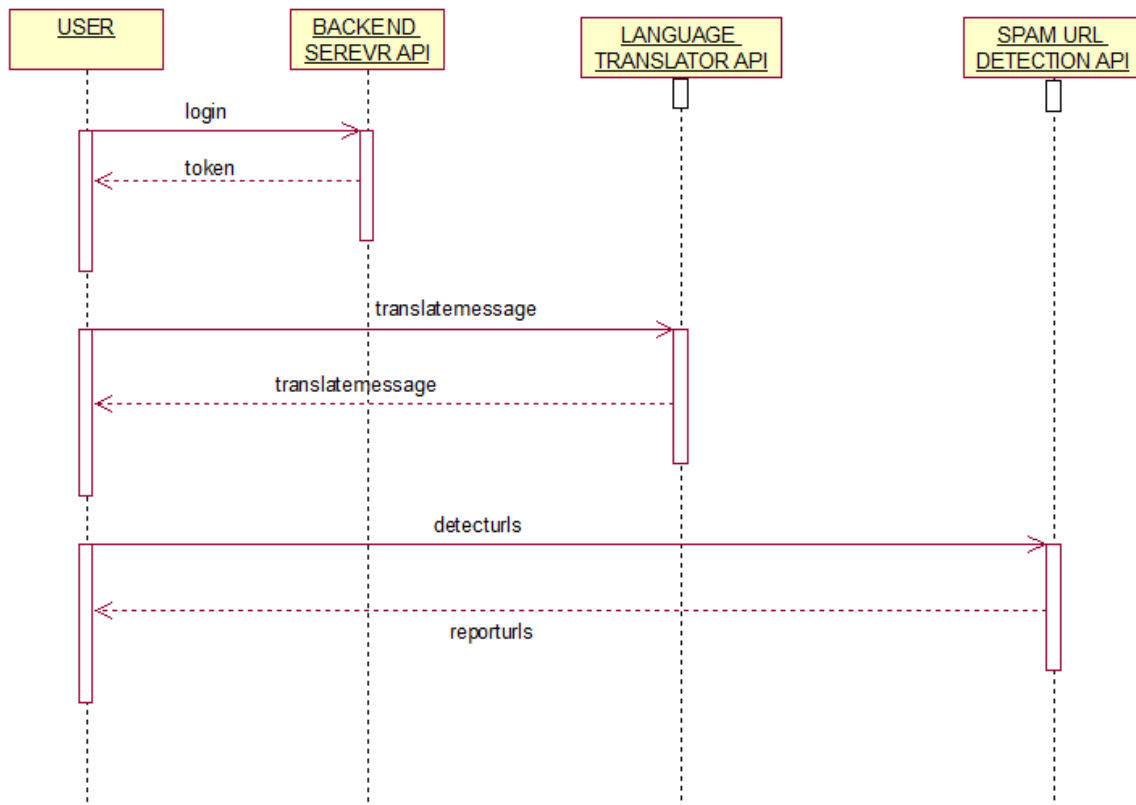 USER
BACKEND
SEREVR API
LANGUAGE
TRANSLATOR API
SPAM URL
DETECTION API
login
token
translatemessage
translatemessage
detecturls
reporturls